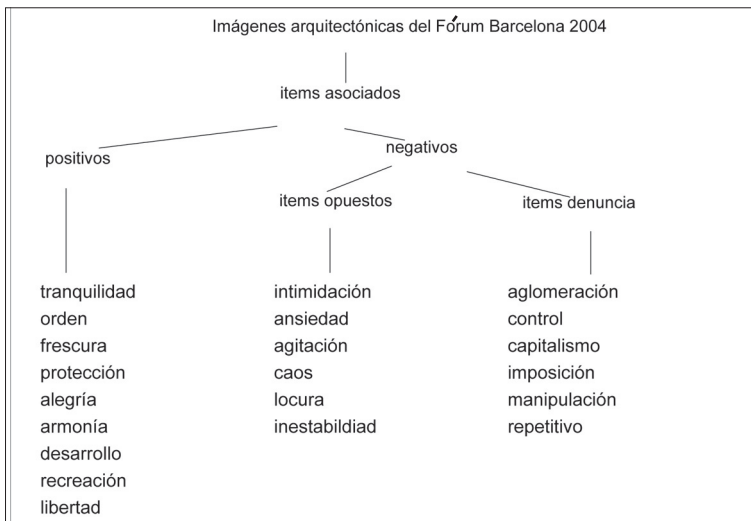 Imágenes arquitectónicas del Fórum Barcelona 2004
items asociados
positivos
negativos
items opuestos
items denuncia
tranquilidad
orden
frescura
protección
alegría
armonía
desarrollo
recreación
libertad
intimidación
ansiedad
agitación
caos
locura
inestabildiad
aglomeración
control
capitalismo
imposición
manipulación
repetitivo